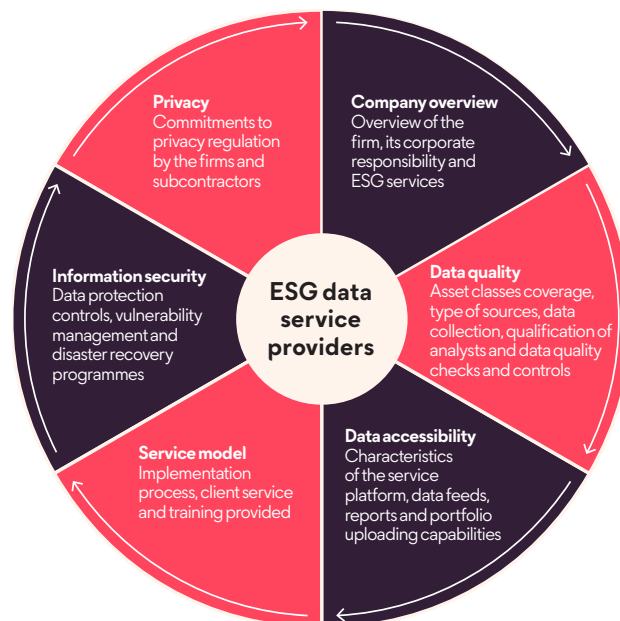 Privacy
Commitments to
privacy regulation
by the firms and
subcontractors
Company overview
Overview of the
firm, its corporate
responsibility and
ESG services
Information security
Data protection
controls, vulnerability
management and
disaster recovery
programmes
ESG data
service
providers
Data quality
Asset classes coverage,
type of sources, data
collection, qualification of
analysts and data quality
checks and controls
Service model
Implementation
process, client service
and training provided
Data accessibility
Characteristics
of the service
platform, data feeds,
reports and portfolio
uploading capabilities